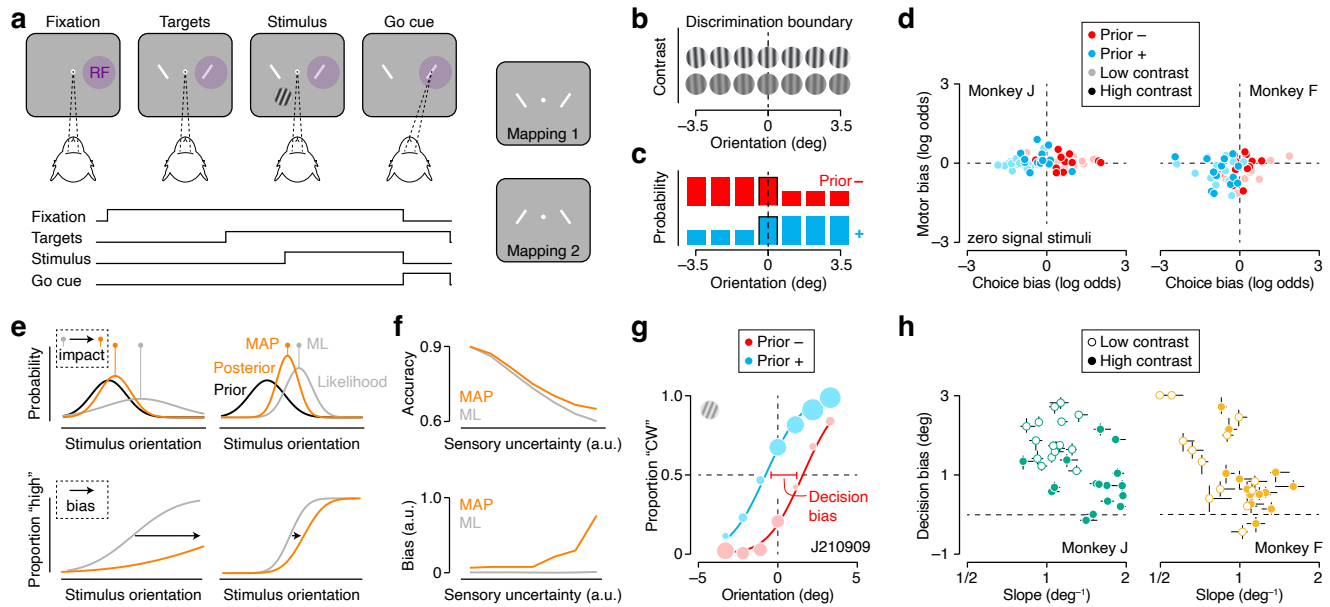 a
Fixation
Targets
Stimulus
Go cue
RF
Mapping 1
Mapping 2
Fixation
Targets
Stimulus
Go cue
b
Discrimination boundary
Contrast
–3.5
0
3.5
Orientation (deg)
c
Probability
Prior –
+
–3.5
0
3.5
Orientation (deg)
d
Prior –
Prior +
Low contrast
High contrast
Monkey J
Monkey F
Motor bias (log odds)
3
0
–3
zero signal stimuli
–3
0
3
–3
0
3
Choice bias (log odds)
Choice bias (log odds)
e
impact
MAP
ML
Posterior
Prior
Likelihood
Probability
Stimulus orientation
Stimulus orientation
bias
Proportion “high”
Stimulus orientation
Stimulus orientation
f
Accuracy
0.9
0.6
MAP
ML
Sensory uncertainty (a.u.)
Bias (a.u.)
1.0
0
MAP
ML
Sensory uncertainty (a.u.)
g
Prior –
Prior +
Proportion “CW”
1.0
0.5
0
Decision
bias
J210909
–5
0
5
Orientation (deg)
h
Low contrast
High contrast
Decision bias (deg)
3
1
–1
Monkey J
Monkey F
1/2
1
2
1/2
1
2
Slope (deg⁻¹)
Slope (deg⁻¹)